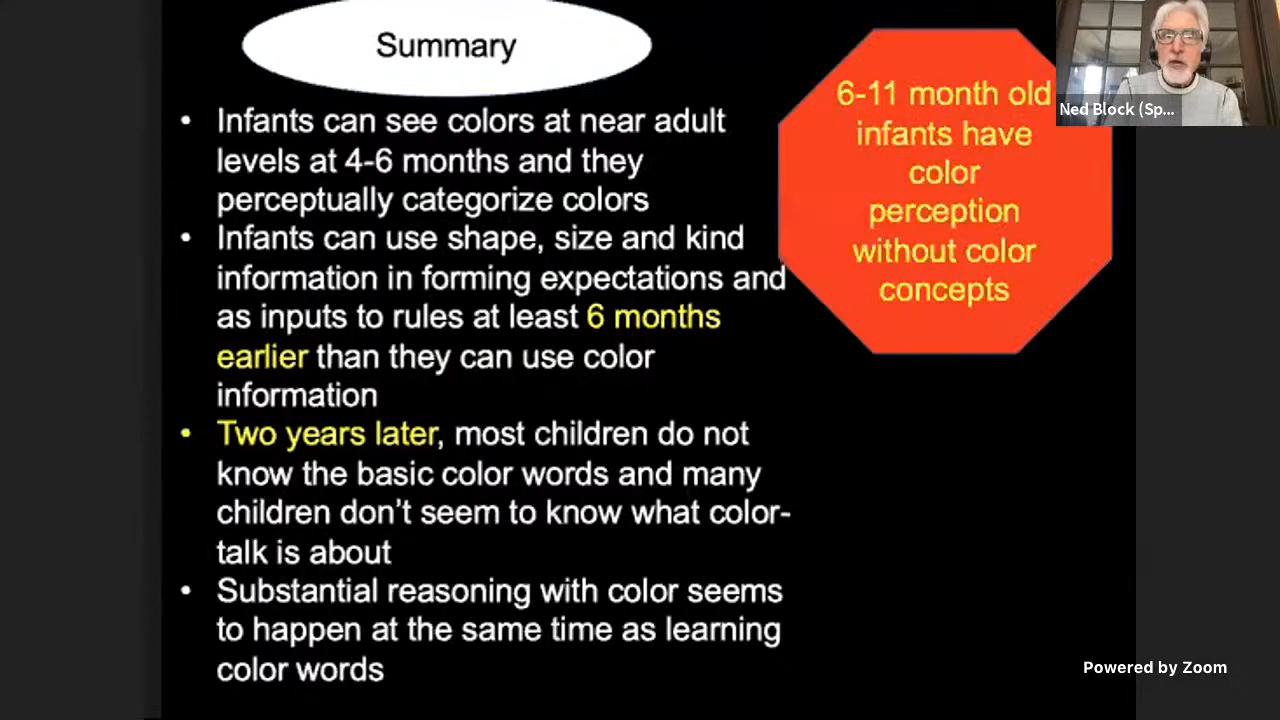 Summary
• Infants can see colors at near adult
levels at 4-6 months and they
perceptually categorize colors
• Infants can use shape, size and kind
information in forming expectations and
as inputs to rules at least 6 months
earlier than they can use color
information
• Two years later, most children do not
know the basic color words and many
children don’t seem to know what color-
talk is about
• Substantial reasoning with color seems
to happen at the same time as learning
color words
6-11 month old
infants have
color
perception
without color
concepts
Ned Block (Sp...
Powered by Zoom